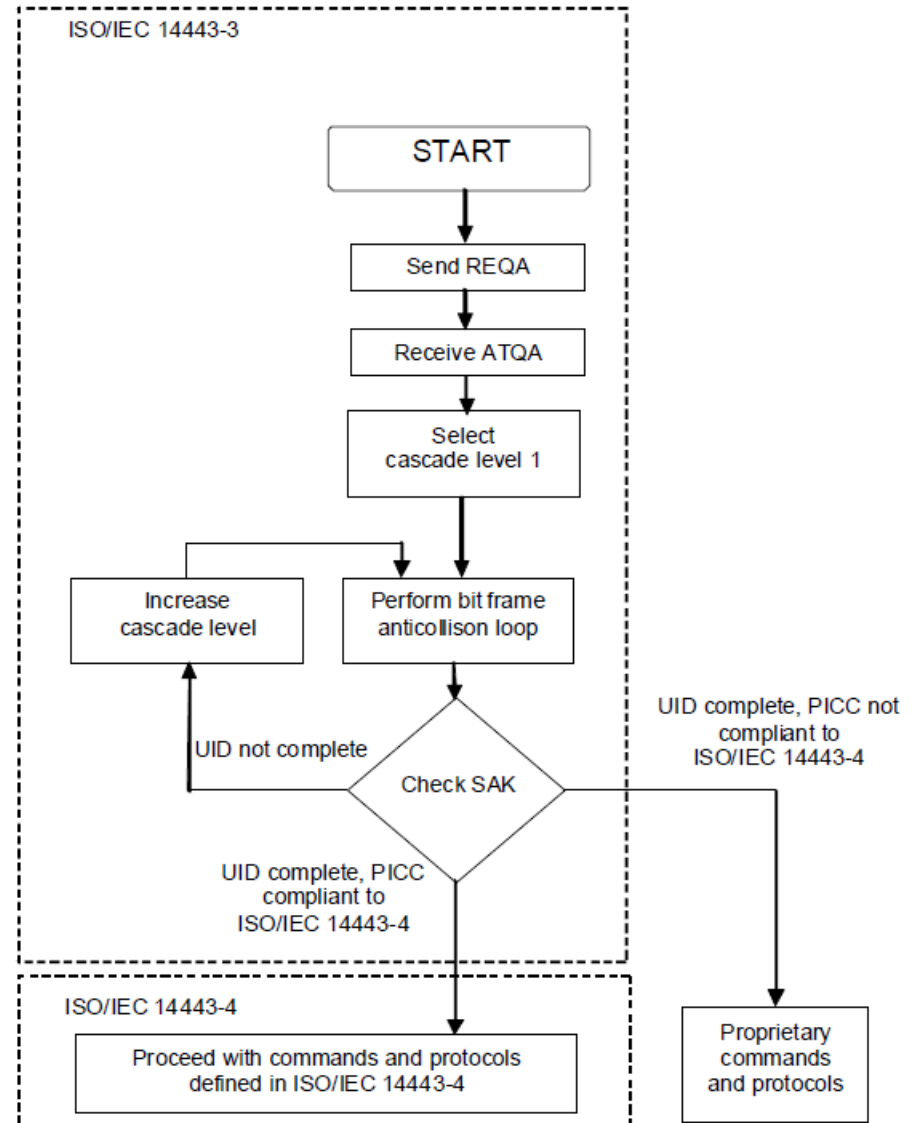 ISO/IEC 14443-3
START
Send REQA
Receive ATQA
Select
cascade level 1
Increase
cascade level
Perform bit frame
anticollison loop
UID not complete
Check SAK
UID complete, PICC not
compliant to
ISO/IEC 14443-4
UID complete, PICC
compliant to
ISO/IEC 14443-4
ISO/IEC 14443-4
Proceed with commands and protocols
defined in ISO/IEC 14443-4
Proprietary
commands
and protocols